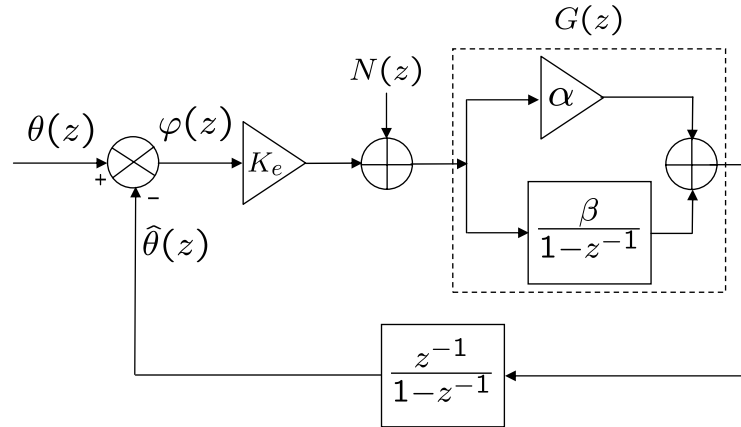 G(z)
N(z)
α
θ(z)
φ(z)
K_e
+
−
β
1−z^{-1}
θ̂(z)
z^{-1}
1−z^{-1}